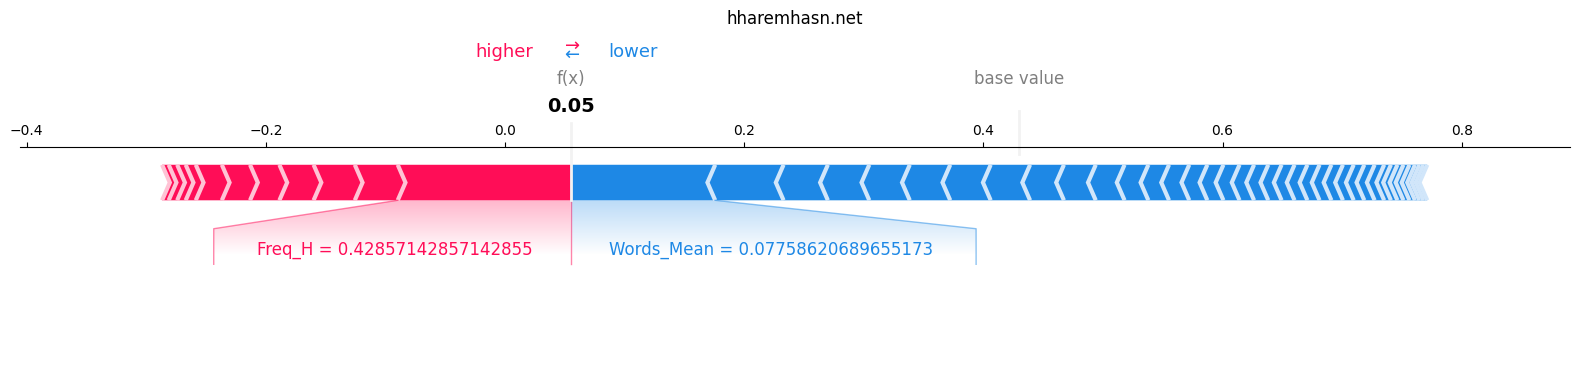 hharemhasn.net
higher ⇄ lower
f(x) base value
0.05
−0.4 −0.2 0.0 0.2 0.4 0.6 0.8
Freq_H = 0.42857142857142855 Words_Mean = 0.07758620689655173